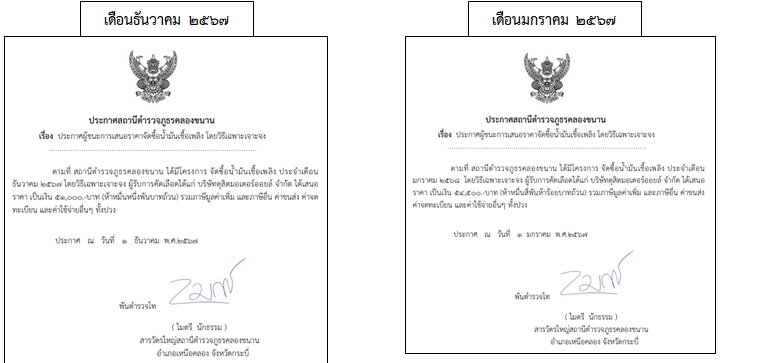 เดือนธันวาคม ๒๕๖๗
ประกาศสถานีตำรวจภูธรคลองขนาน
เรื่อง ประกาศผู้ชนะการเสนอราคาจัดซื้อน้ำมันเชื้อเพลิง โดยวิธีเฉพาะเจาะจง
ตามที่ สถานีตำรวจภูธรคลองขนาน ได้มีโครงการ จัดซื้อน้ำมันเชื้อเพลิง ประจำเดือน
ธันวาคม ๒๕๖๗ โดยวิธีเฉพาะเจาะจง ผู้รับการคัดเลือดได้แก่ บริษัทดุสิตมอเตอร์ออยล์ จำกัด ได้เสนอ
ราคา เป็นเงิน ๕๑,๐๐๐.-บาท (ห้าหมื่นหนึ่งพันบาทถ้วน) รวมภาษีมูลค่าเพิ่ม และภาษีอื่น ค่าขนส่ง ค่าจด
ทะเบียน และค่าใช้จ่ายอื่นๆ ทั้งปวง
ประกาศ ณ วันที่ ๑ ธันวาคม พ.ศ.๒๕๖๗
พันตำรวจโท
( ไมตรี นักธรรม )
สารวัตรใหญ่สถานีตำรวจภูธรคลองขนาน
อำเภอเหนือคลอง จังหวัดกระบี่
เดือนมกราคม ๒๕๖๗
ประกาศสถานีตำรวจภูธรคลองขนาน
เรื่อง ประกาศผู้ชนะการเสนอราคาจัดซื้อน้ำมันเชื้อเพลิง โดยวิธีเฉพาะเจาะจง
ตามที่ สถานีตำรวจภูธรคลองขนาน ได้มีโครงการ จัดซื้อน้ำมันเชื้อเพลิง ประจำเดือน
มกราคม ๒๕๖๘ โดยวิธีเฉพาะเจาะจง ผู้รับการคัดเลือดได้แก่ บริษัทดุสิตมอเตอร์ออยล์ จำกัด ได้เสนอ
ราคา เป็นเงิน ๕๔,๕๐๐.-บาท (ห้าหมื่นสี่พันห้าร้อยบาทถ้วน) รวมภาษีมูลค่าเพิ่ม และภาษีอื่น ค่าขนส่ง
ค่าจดทะเบียน และค่าใช้จ่ายอื่นๆ ทั้งปวง
ประกาศ ณ วันที่ ๑ มกราคม พ.ศ.๒๕๖๗
พันตำรวจโท
( ไมตรี นักธรรม )
สารวัตรใหญ่สถานีตำรวจภูธรคลองขนาน
อำเภอเหนือคลอง จังหวัดกระบี่